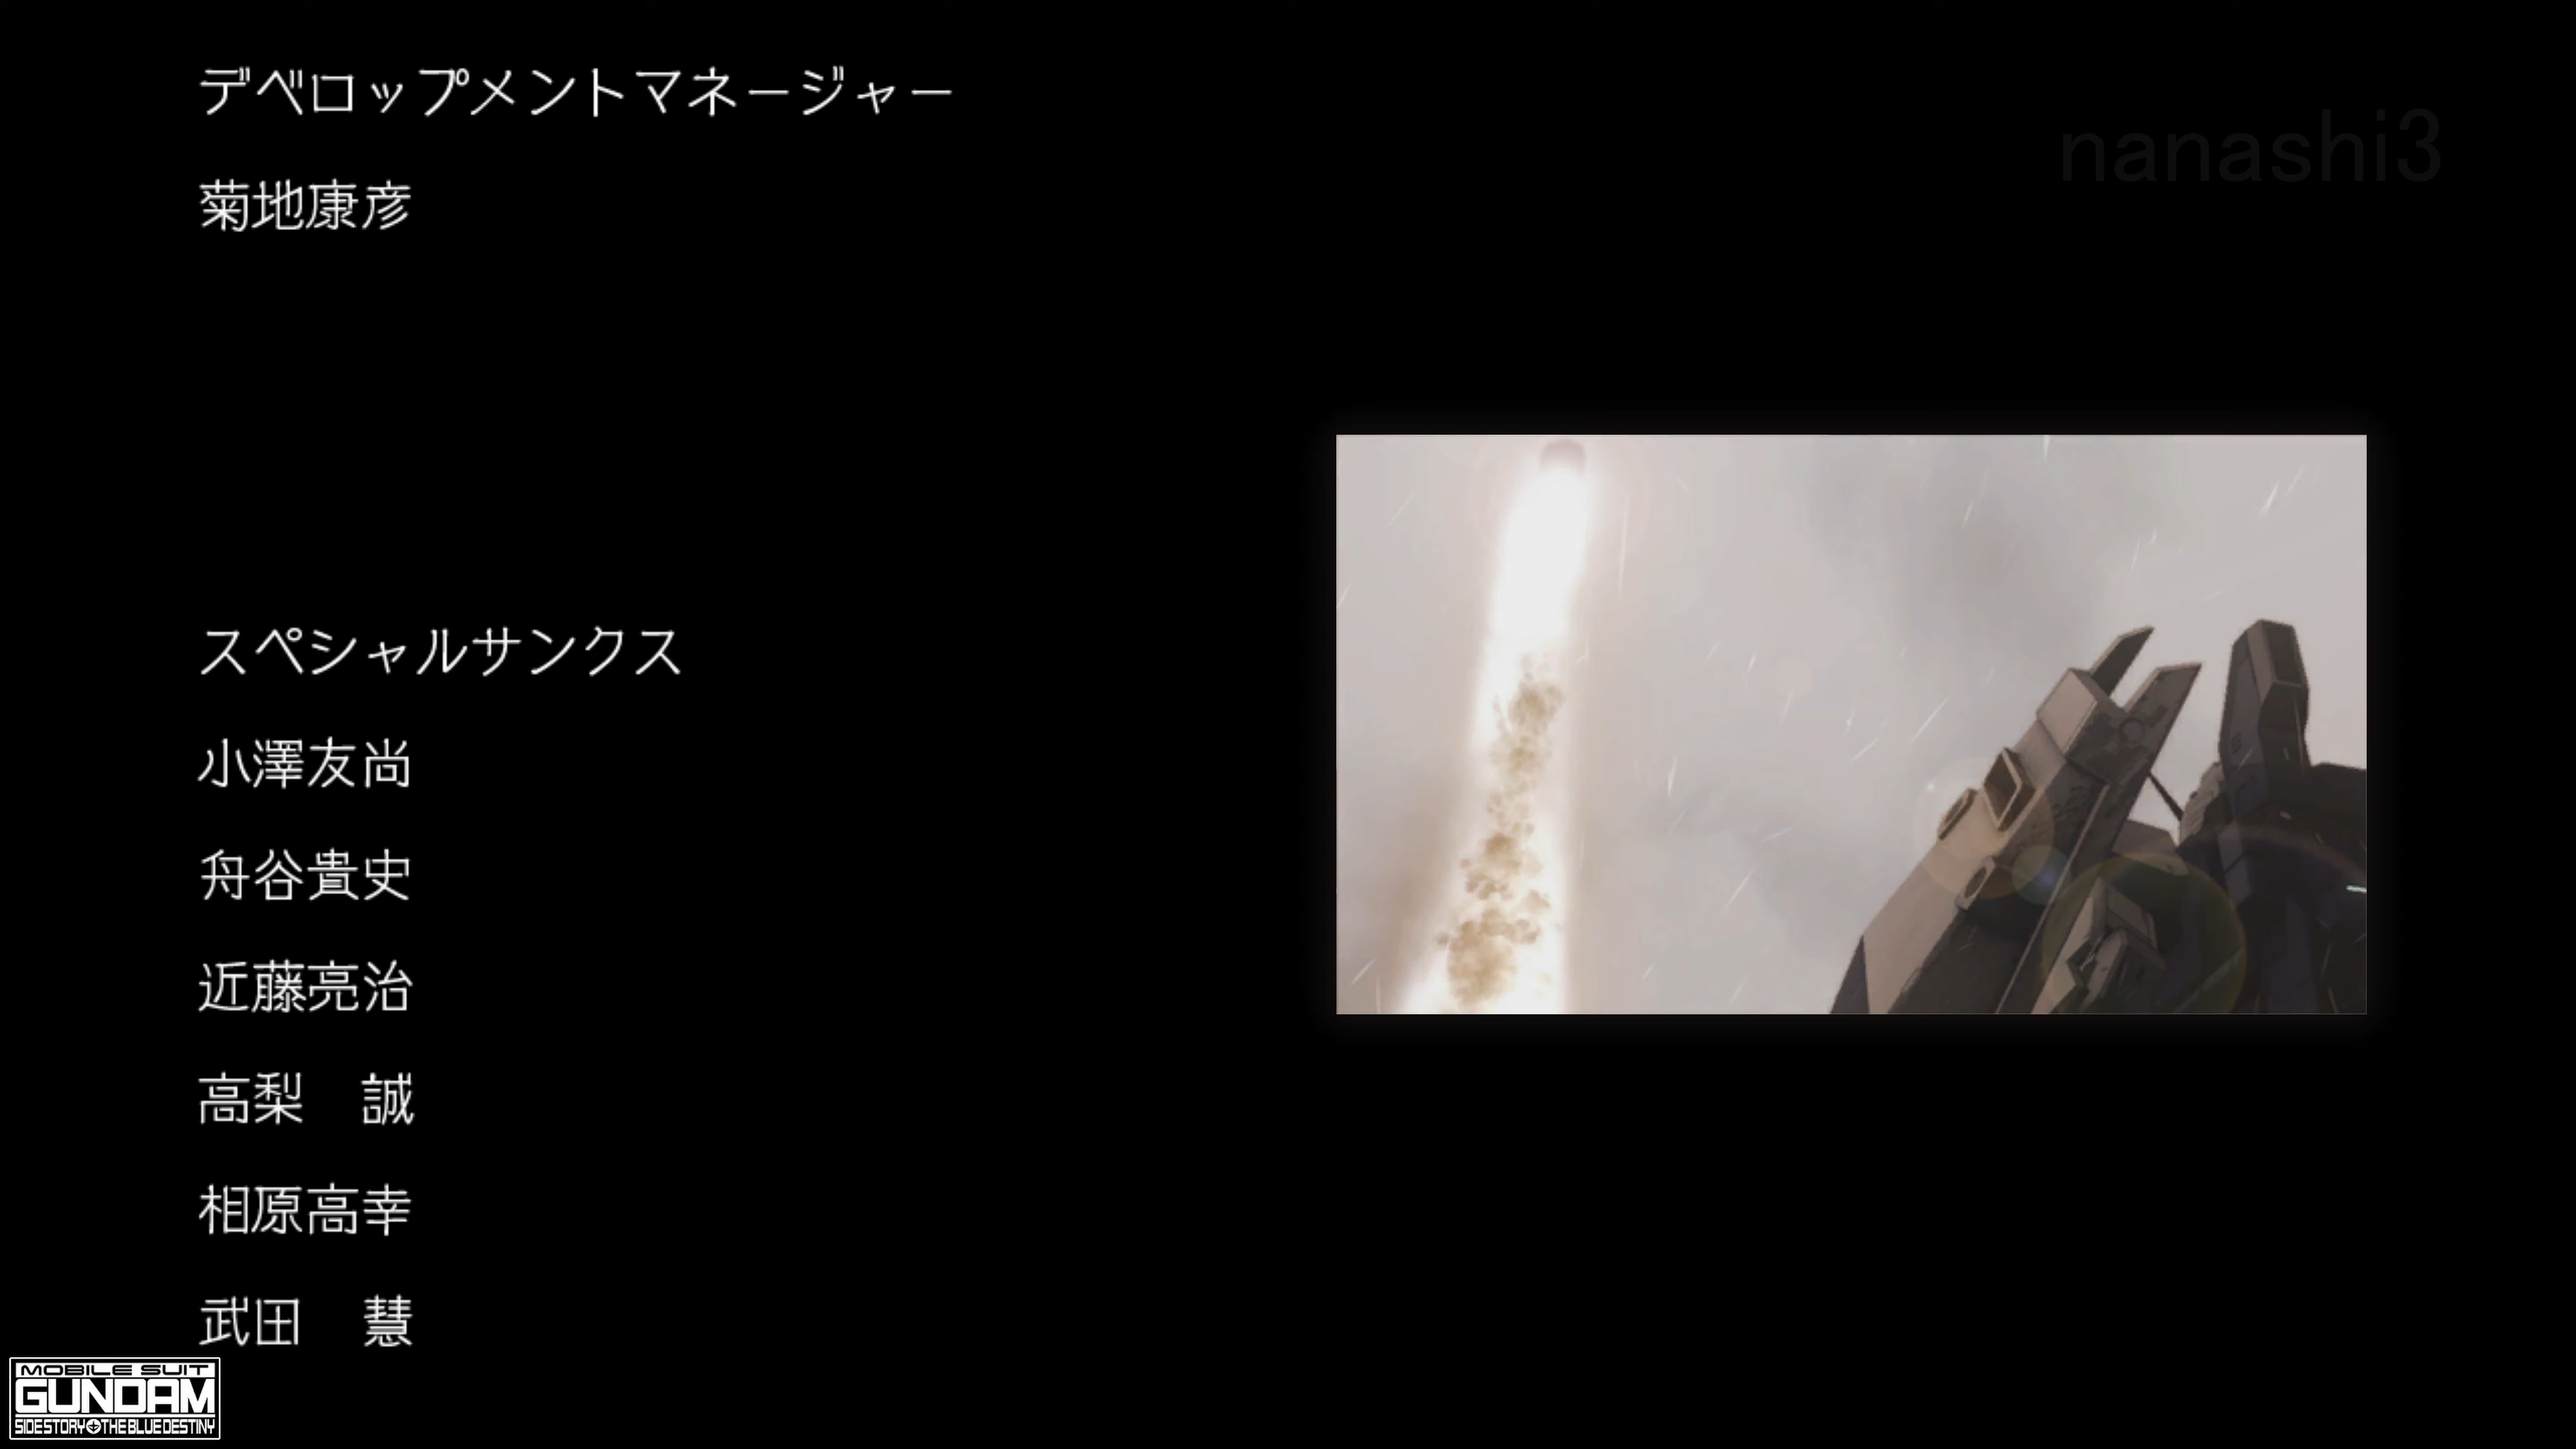 デベロップメントマネージャー
nanashi3
菊地康彦
スペシャルサンクス
小澤友尚
舟谷貴史
近藤亮治
高梨　誠
相原高幸
武田　慧
MOBILE SUIT
GUNDAM
SIDE STORY THE BLUE DESTINY